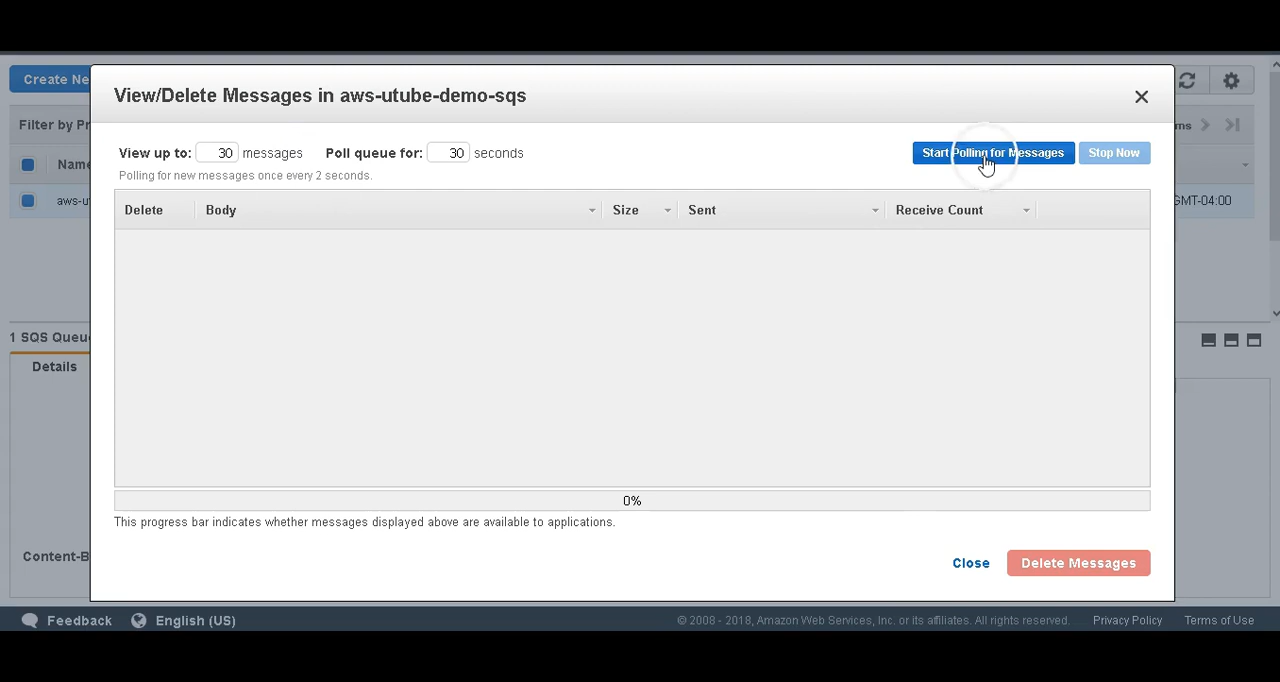 Create Ne
View/Delete Messages in aws-utube-demo-sqs
Filter by Pr
ms
View up to: 30 messages Poll queue for: 30 seconds
Start Polling for Messages Stop Now
Polling for new messages once every 2 seconds.
Name
aws-u
GMT-04:00
Delete Body Size Sent Receive Count
1 SQS Queu
Details
0%
This progress bar indicates whether messages displayed above are available to applications.
Content-B
Close Delete Messages
Feedback English (US) © 2008 - 2018, Amazon Web Services, Inc. or its affiliates. All rights reserved. Privacy Policy Terms of Use